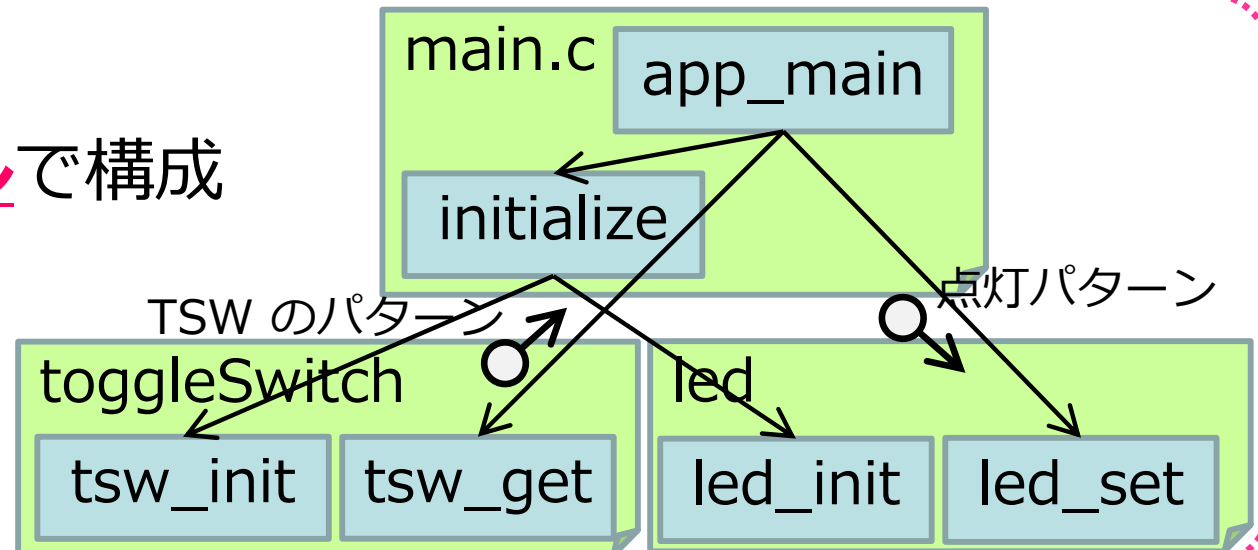 main.c
app_main
で構成
initialize
点灯パターン
TSW のパターン
toggleSwitch
led
tsw_init
tsw_get
led_init
led_set